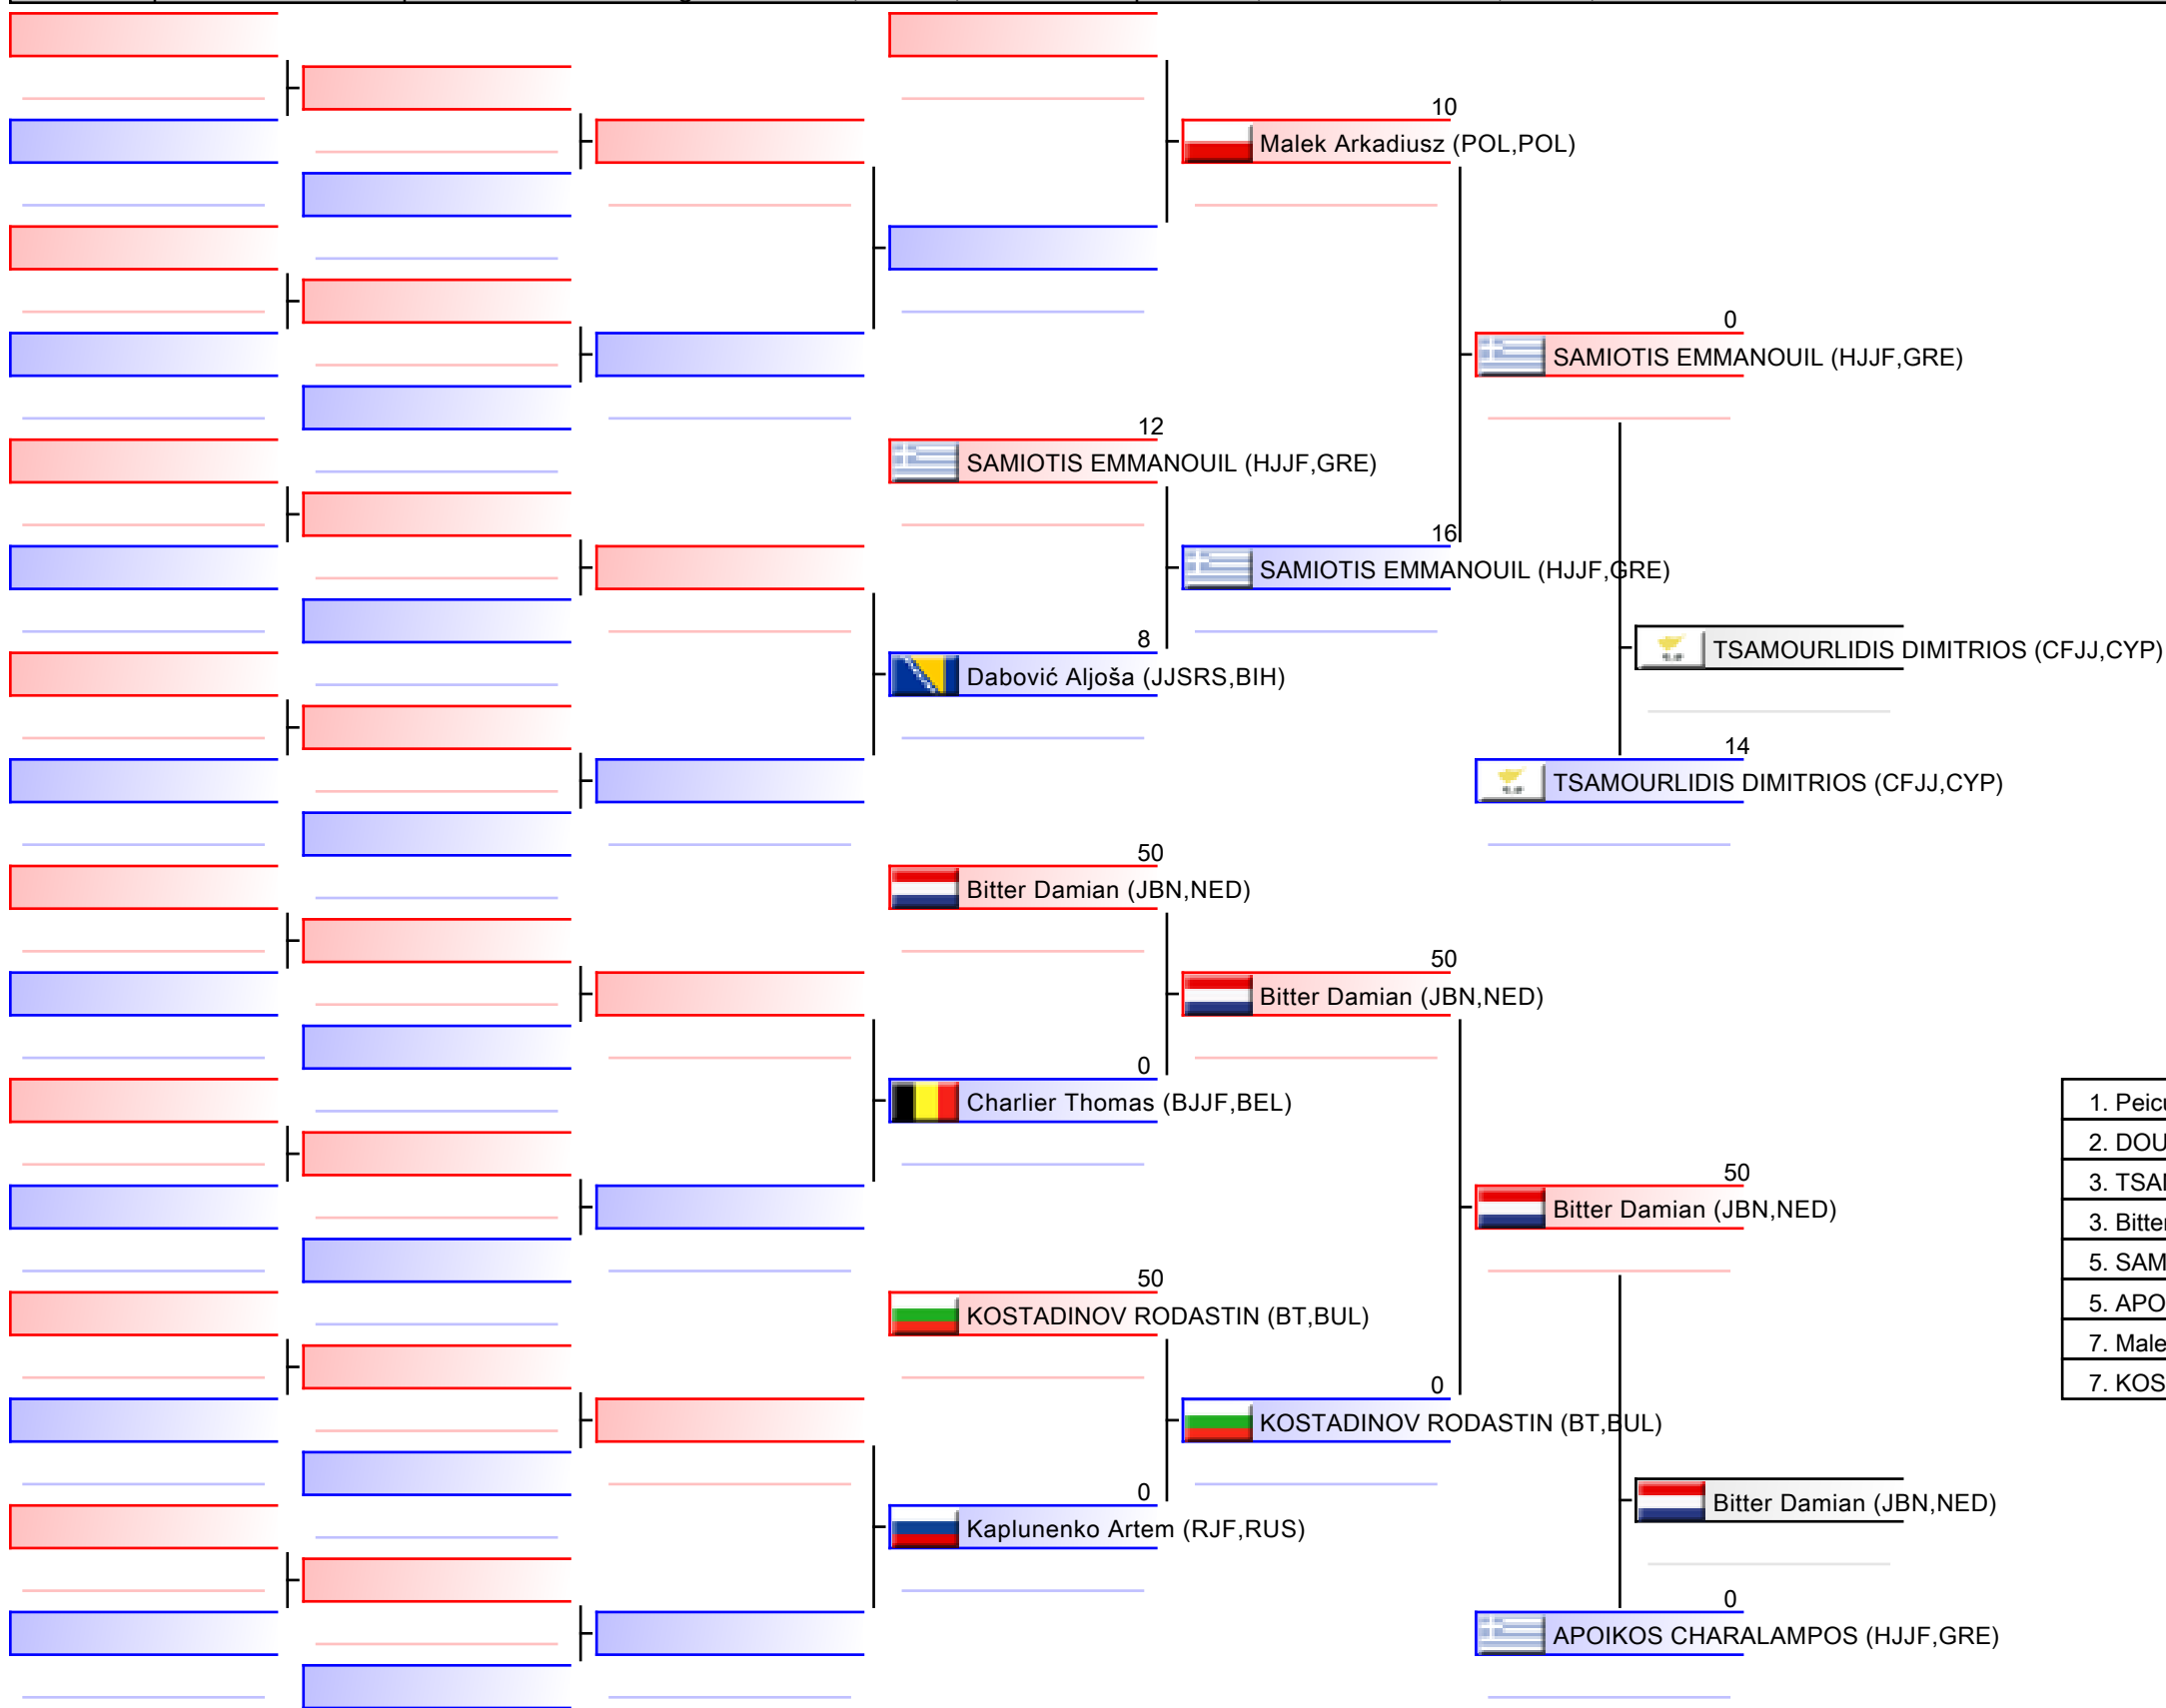 10
Malek Arkadiusz (POL,POL)
0
SAMIOTIS EMMANOUIL (HJJF,GRE)
12
SAMIOTIS EMMANOUIL (HJJF,GRE)
16
SAMIOTIS EMMANOUIL (HJJF,GRE)
8
TSAMOURLIDIS DIMITRIOS (CFJJ,CYP)
Dabović Aljoša (JJSRS,BIH)
14
TSAMOURLIDIS DIMITRIOS (CFJJ,CYP)
50
Bitter Damian (JBN,NED)
50
Bitter Damian (JBN,NED)
0
Charlier Thomas (BJJF,BEL)
1. Peic
2. DOU
50
3. TSA
Bitter Damian (JBN,NED)
3. Bitter
5. SAM
50
5. APO
KOSTADINOV RODASTIN (BT,BUL)
7. Male
0
7. KOS
KOSTADINOV RODASTIN (BT,BUL)
0
Bitter Damian (JBN,NED)
Kaplunenko Artem (RJF,RUS)
0
APOIKOS CHARALAMPOS (HJJF,GRE)